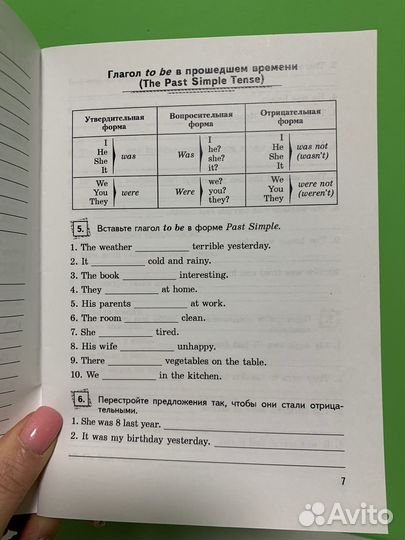 Глагол to be в прошедшем времени
(The Past Simple Tense)
Утвердительная форма
Вопросительная форма
Отрицательная форма
I
He
She
It
was
Was
I
he?
she?
it?
I
He
She
It
was not
(wasn't)
We
You
They
were
Were
we?
you?
they?
We
You
They
were not
(weren't)
5. Вставьте глагол to be в форме Past Simple.
1. The weather __________ terrible yesterday.
2. It __________ cold and rainy.
3. The book __________ interesting.
4. They __________ at home.
5. His parents __________ at work.
6. The room __________ clean.
7. She __________ tired.
8. His wife __________ unhappy.
9. There __________ vegetables on the table.
10. We __________ in the kitchen.
6. Перестройте предложения так, чтобы они стали отрица-
тельными.
1. She was 8 last year. __________
2. It was my birthday yesterday. __________
7
Avito